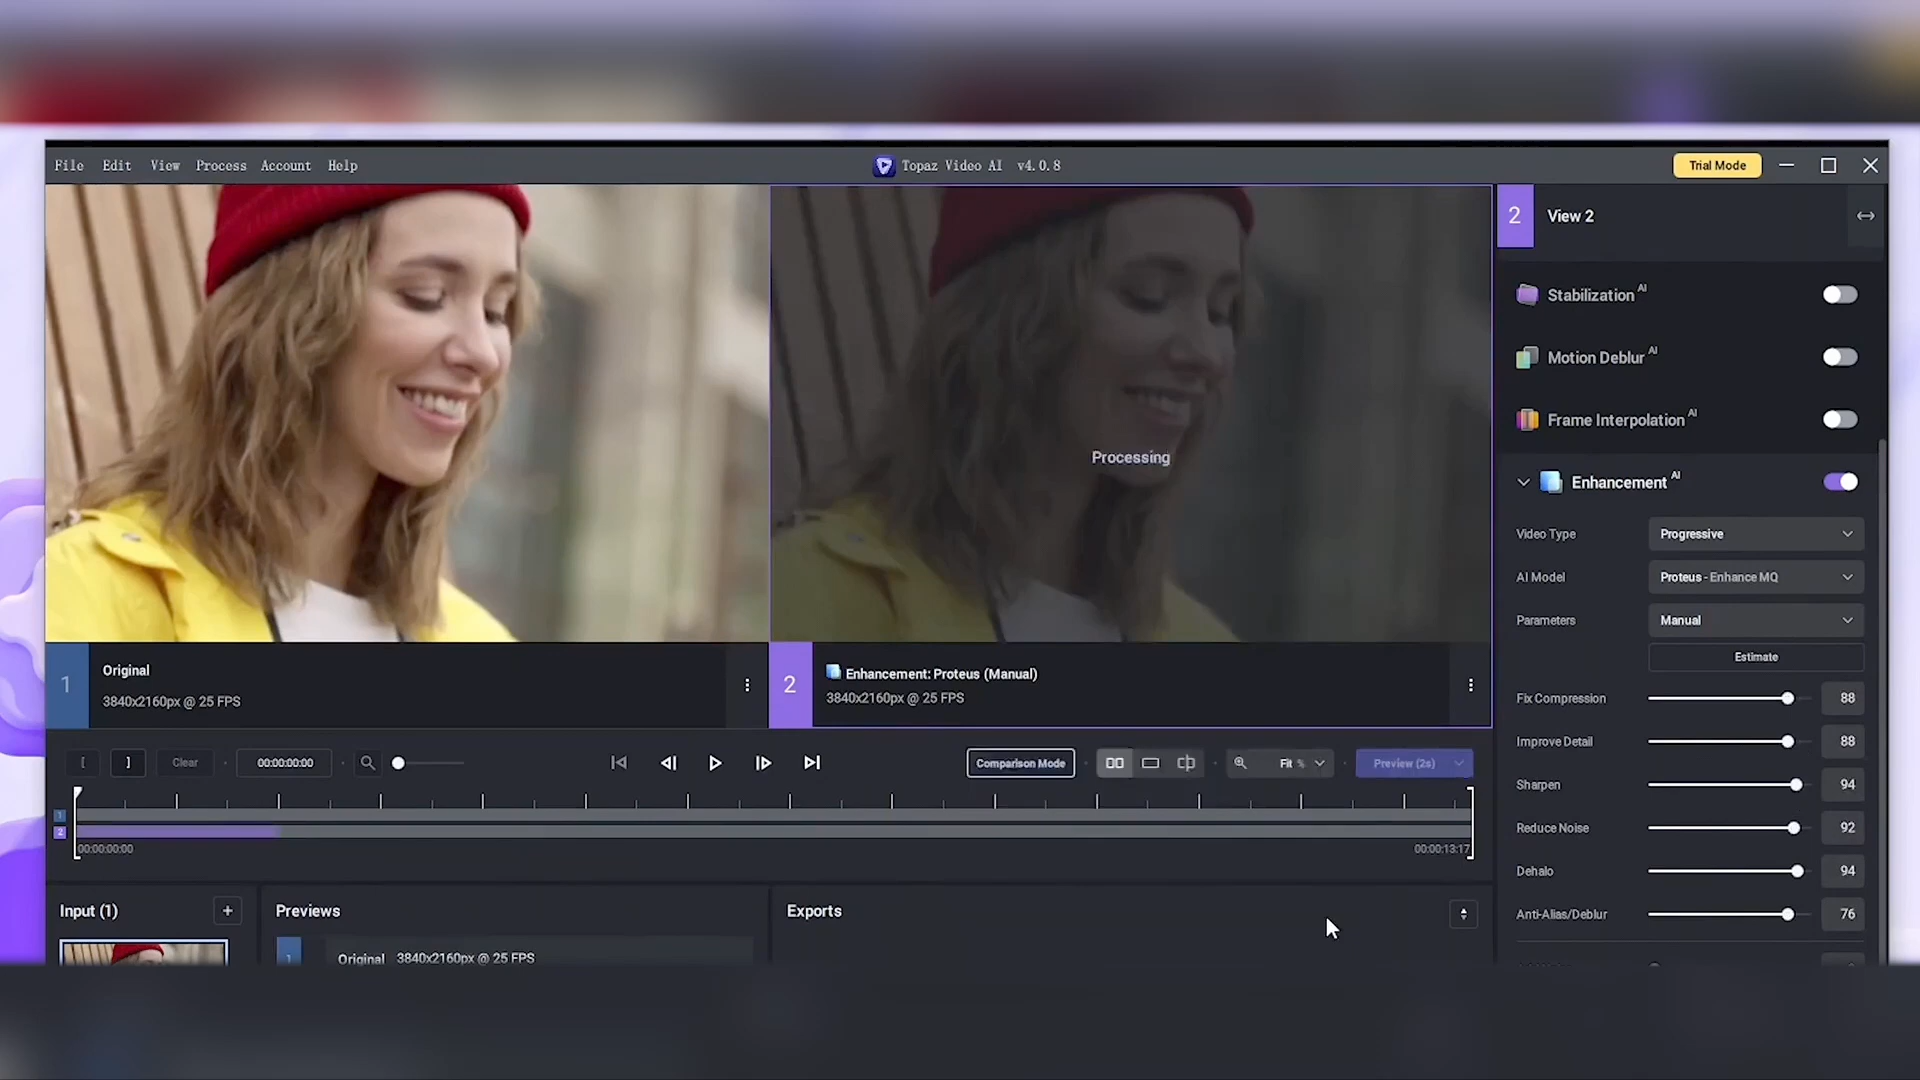 File Edit View Process Account Help
Topaz Video AI v4.0.8
Trial Mode
Processing
1
Original
3840x2160px @ 25 FPS
2
Enhancement: Proteus (Manual)
3840x2160px @ 25 FPS
[ ] Clear 00:00:00:00
Comparison Mode
Fit %
Preview (2s)
1
2
00:00:00:00
00:00:13:17
Input (1) +
Previews
1 Original 3840x2160px @ 25 FPS
Exports
2 View 2
Stabilization AI
Motion Deblur AI
Frame Interpolation AI
Enhancement AI
Video Type Progressive
AI Model Proteus - Enhance MQ
Parameters Manual
Estimate
Fix Compression 88
Improve Detail 88
Sharpen 94
Reduce Noise 92
Dehalo 94
Anti-Alias/Deblur 76